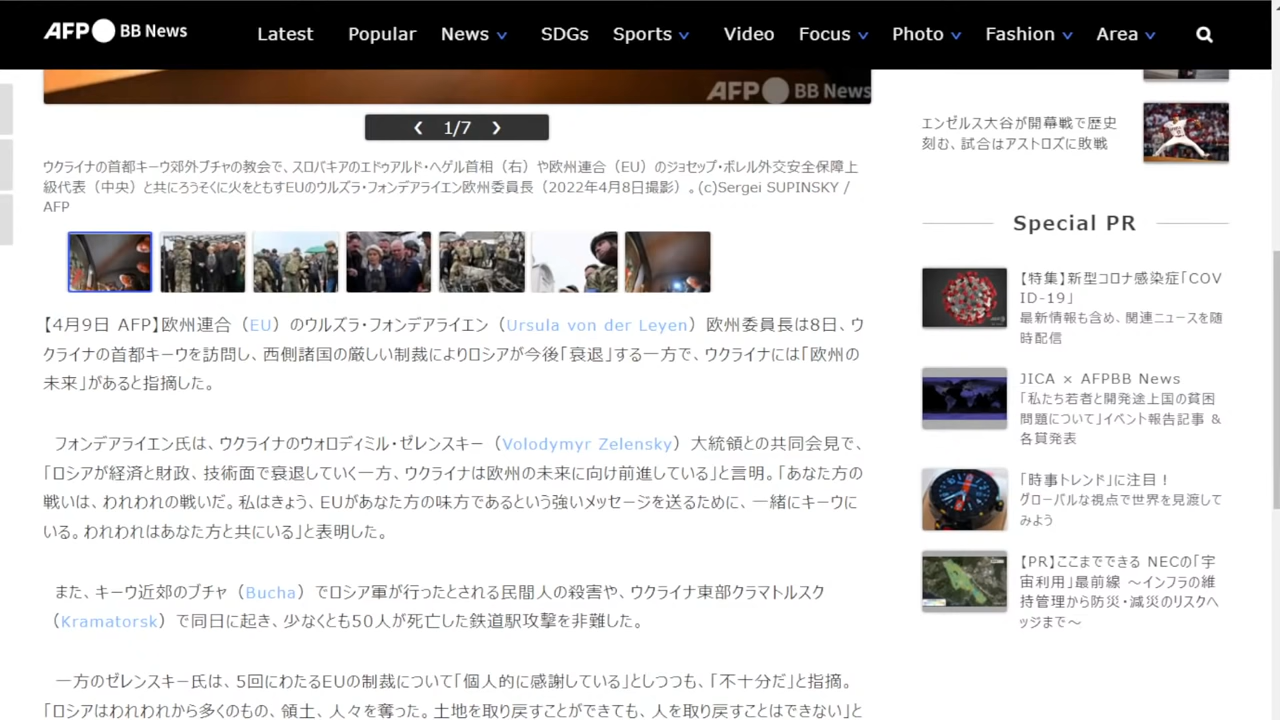 AFP BB News
Latest
Popular
News
SDGs
Sports
Video
Focus
Photo
Fashion
Area
AFP BB News
1/7
ウクライナの首都キーウ郊外ブチャの教会で、スロバキアのエドゥアルド・ヘゲル首相（右）や欧州連合（EU）のジョセップ・ボレル外交安全保障上
級代表（中央）と共にろうそくに火をともすEUのウルズラ・フォンデアライエン欧州委員長（2022年4月8日撮影）。(c)Sergei SUPINSKY /
AFP
【4月9日 AFP】欧州連合（EU）のウルズラ・フォンデアライエン（Ursula von der Leyen）欧州委員長は8日、ウ
クライナの首都キーウを訪問し、西側諸国の厳しい制裁によりロシアが今後「衰退」する一方で、ウクライナには「欧州の
未来」があると指摘した。
フォンデアライエン氏は、ウクライナのウォロディミル・ゼレンスキー（Volodymyr Zelensky）大統領との共同会見で、
「ロシアが経済と財政、技術面で衰退していく一方、ウクライナは欧州の未来に向け前進している」と言明。「あなた方の
戦いは、われわれの戦いだ。私はきょう、EUがあなた方の味方であるという強いメッセージを送るために、一緒にキーウに
いる。われわれはあなた方と共にいる」と表明した。
また、キーウ近郊のブチャ（Bucha）でロシア軍が行ったとされる民間人の殺害や、ウクライナ東部クラマトルスク
（Kramatorsk）で同日に起き、少なくとも50人が死亡した鉄道駅攻撃を非難した。
一方のゼレンスキー氏は、5回にわたるEUの制裁について「個人的に感謝している」としつつも、「不十分だ」と指摘。
「ロシアはわれわれから多くのもの、領土、人々を奪った。土地を取り戻すことができても、人を取り戻すことはできない」と
エンゼルス大谷が開幕戦で歴史
刻む、試合はアストロズに敗戦
Special PR
【特集】新型コロナ感染症「COV
ID-19」
最新情報も含め、関連ニュースを随
時配信
JICA × AFPBB News
「私たち若者と開発途上国の貧困
問題について」イベント報告記事 &
各賞発表
「時事トレンド」に注目！
グローバルな視点で世界を見渡して
みよう
【PR】ここまでできる NECの「宇
宙利用」最前線 ～インフラの維
持管理から防災・減災のリスクヘ
ッジまで～